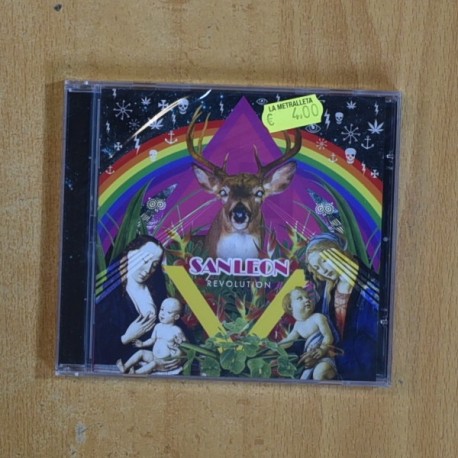 LA METRALLETA
€ 4.00
SANLEON
REVOLUTION